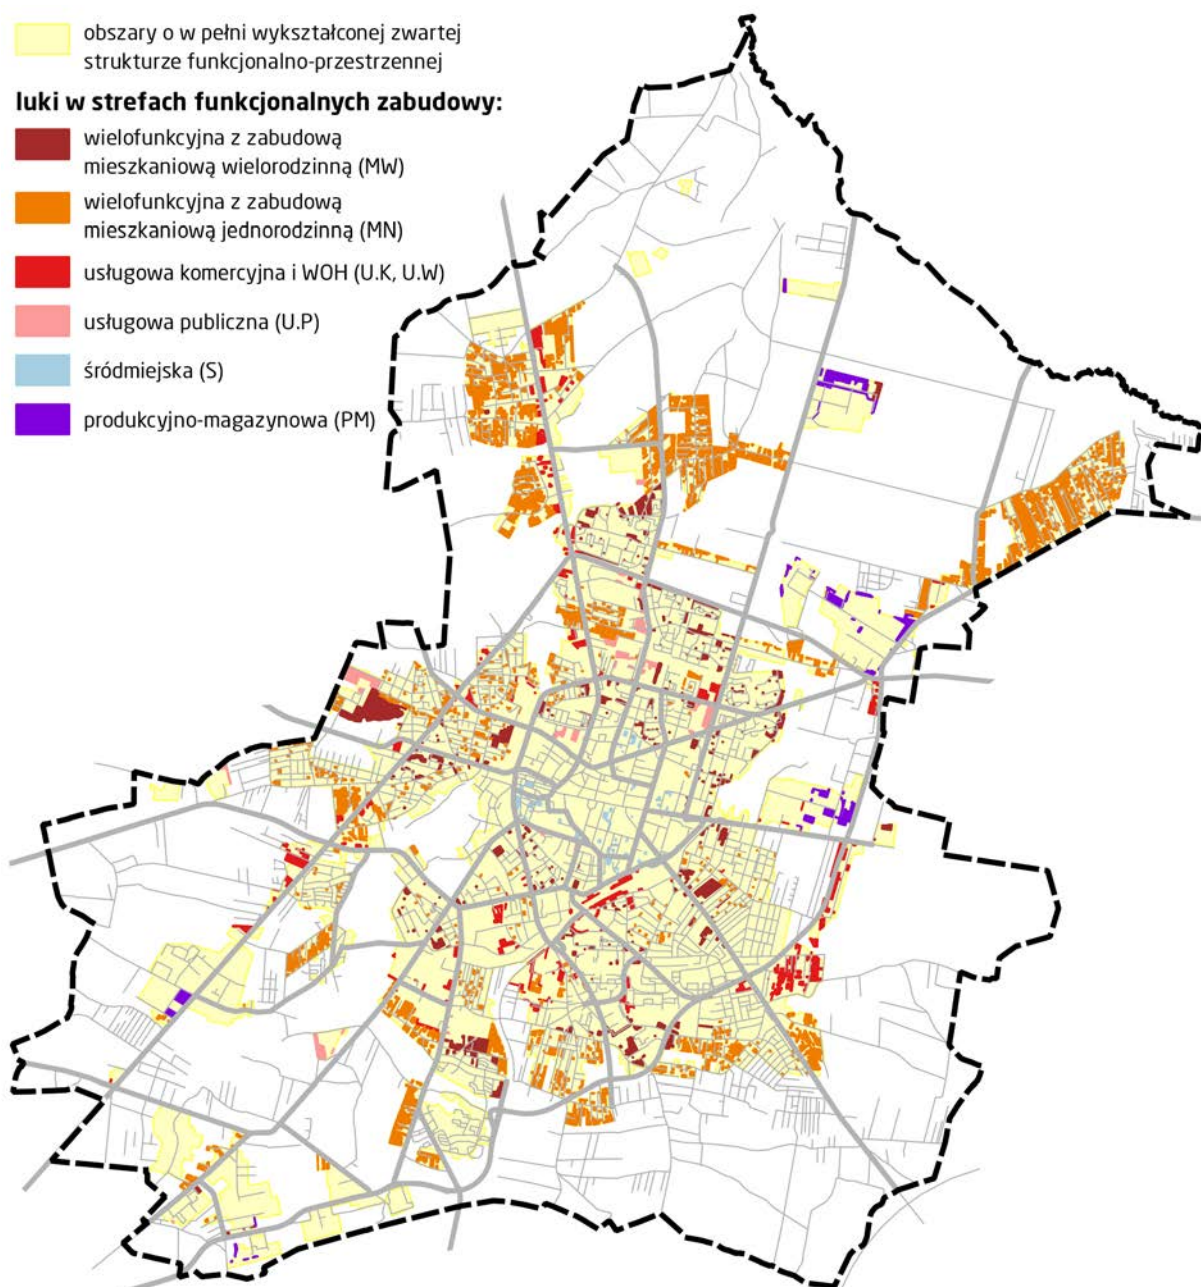 obszary o w pełni wykształconej zwartej
strukturze funkcjonalno-przestrzennej
luki w strefach funkcjonalnych zabudowy:
wielofunkcyjna z zabudową
mieszkaniową wielorodzinną (MW)
wielofunkcyjna z zabudową
mieszkaniową jednorodzinną (MN)
usługowa komercyjna i WOH (U.K, U.W)
usługowa publiczna (U.P)
śródmiejska (S)
produkcyjno-magazynowa (PM)